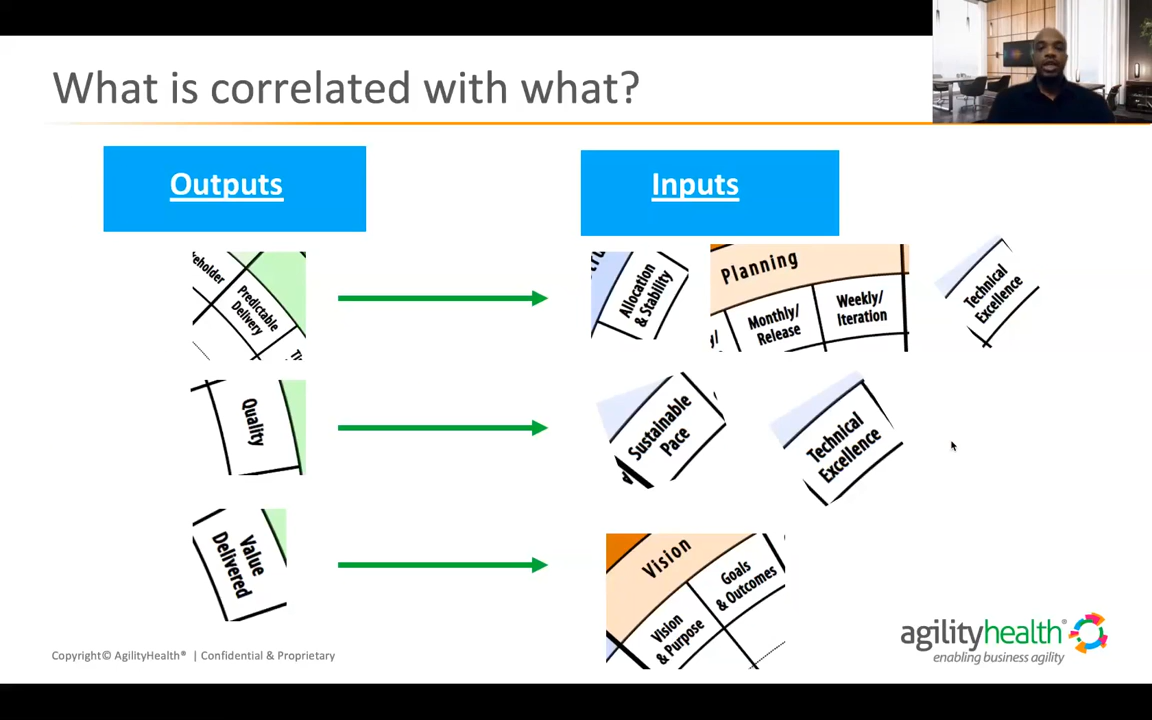 What is correlated with what?
Outputs
Inputs
eholder
Predictable
Delivery
Allocation
& Stability
Planning
Monthly/
Release
Weekly/
Iteration
Technical
Excellence
Quality
Sustainable
Pace
Technical
Excellence
Value
Delivered
Vision
Vision
& Purpose
Goals
& Outcomes
Copyright© AgilityHealth® | Confidential & Proprietary
agilityhealth®
enabling business agility